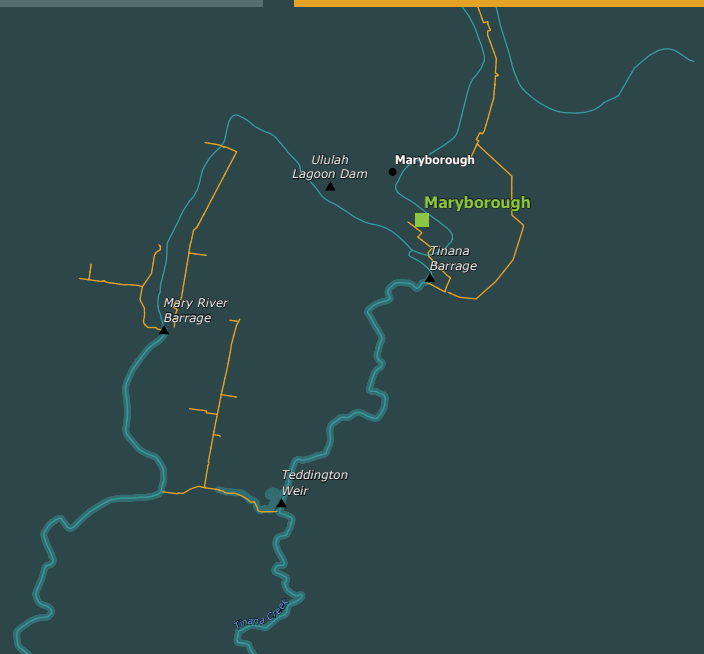 Ululah
Lagoon Dam
Maryborough
Maryborough
Tinana
Barrage
Mary River
Barrage
Teddington
Weir
Tinana Creek